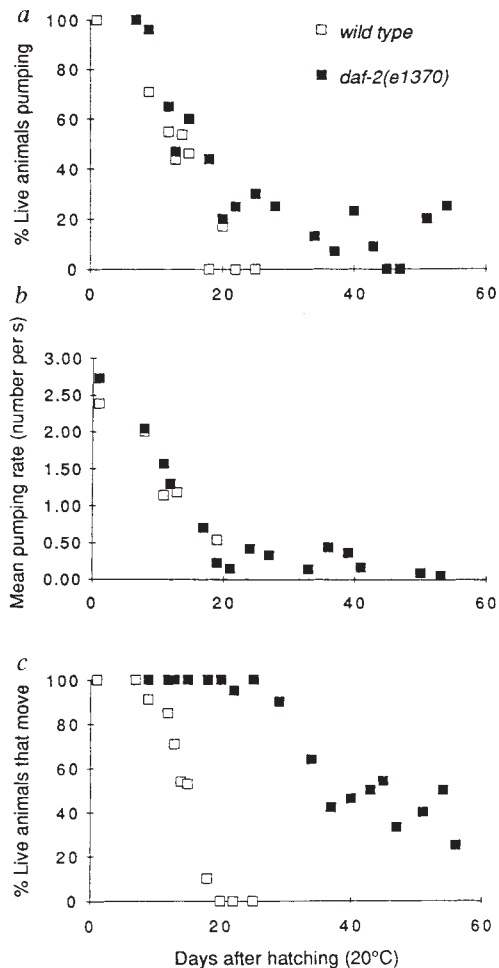 a
100
80
60
40
20
0
% Live animals pumping
□ wild type
■ daf-2(e1370)
0 20 40 60
b
3.00
2.50
2.00
1.50
1.00
0.50
0.00
Mean pumping rate (number per s)
0 20 40 60
c
100
80
60
40
20
0
% Live animals that move
0 20 40 60
Days after hatching (20°C)